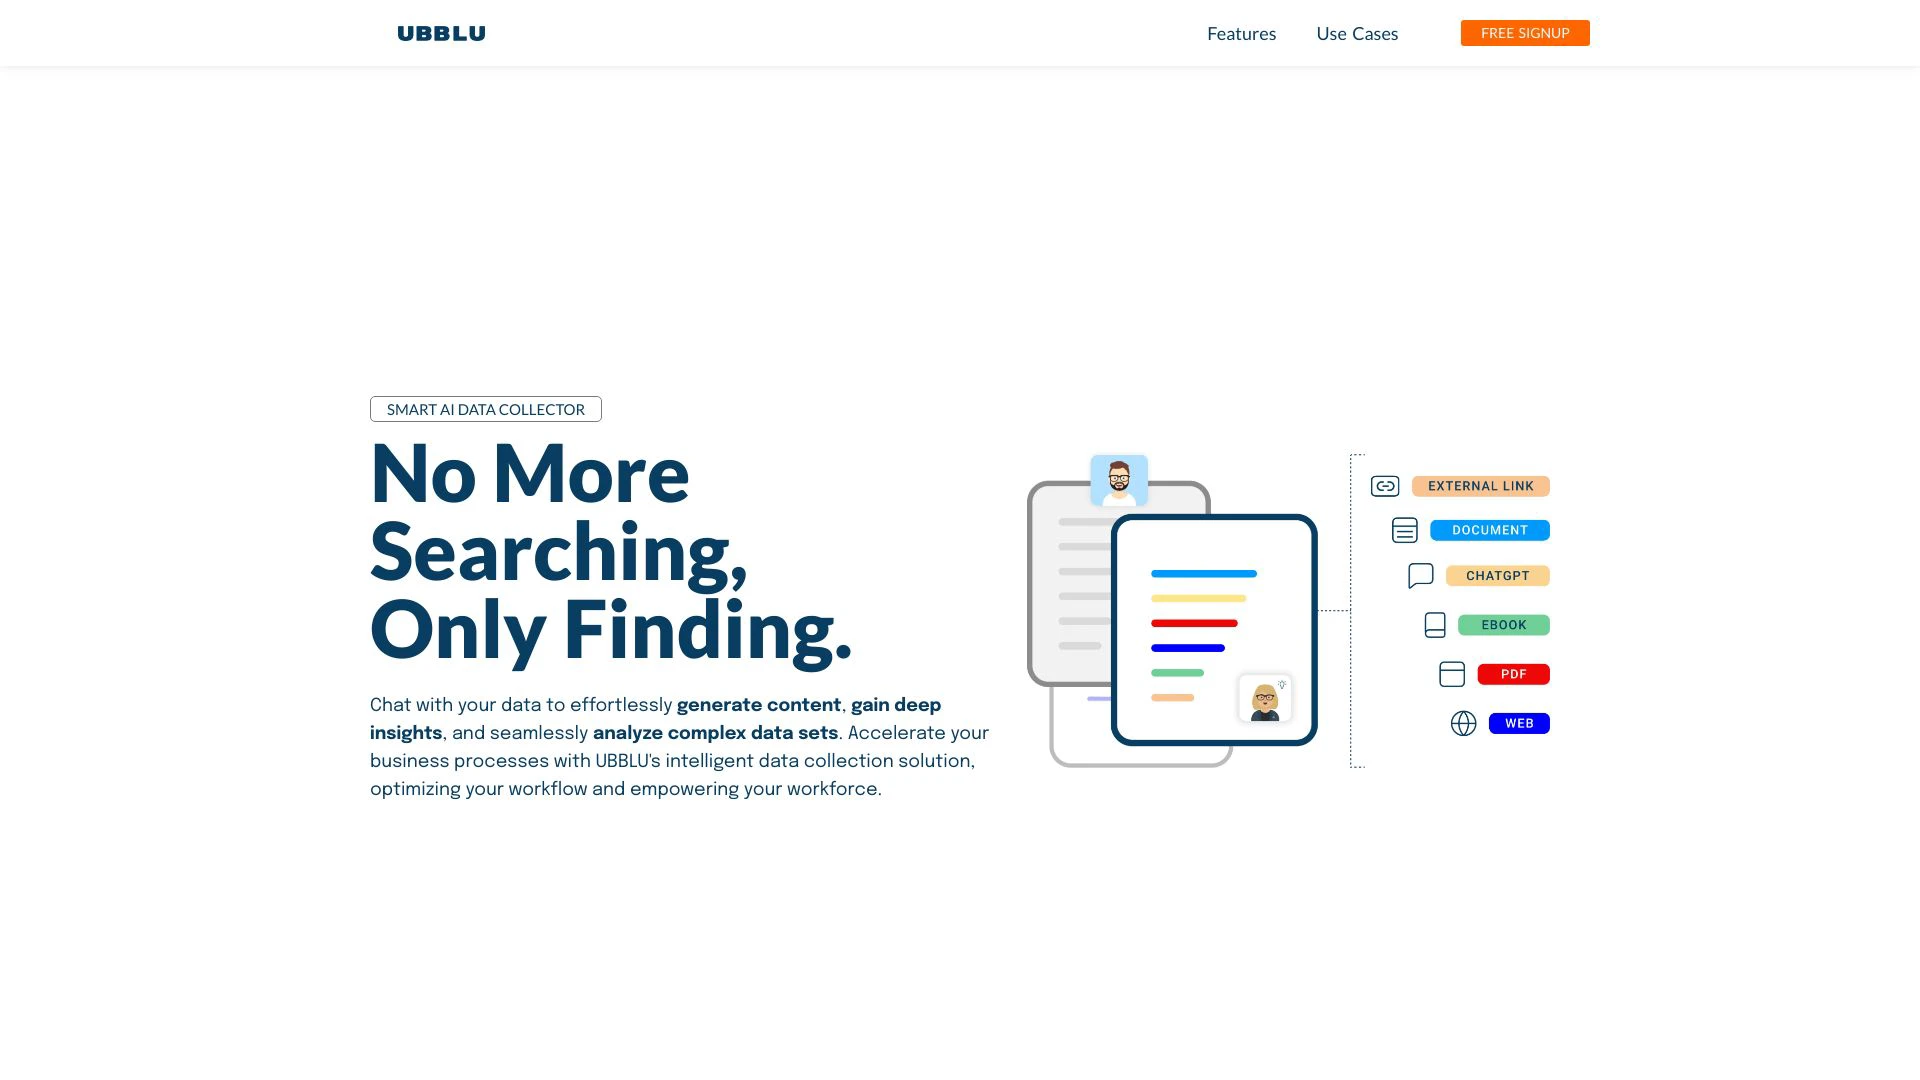 UBBLU
Features
Use Cases
FREE SIGNUP
SMART AI DATA COLLECTOR
No More
Searching,
Only Finding.
Chat with your data to effortlessly generate content, gain deep
insights, and seamlessly analyze complex data sets. Accelerate your
business processes with UBBLU's intelligent data collection solution,
optimizing your workflow and empowering your workforce.
EXTERNAL LINK
DOCUMENT
CHATGPT
EBOOK
PDF
WEB